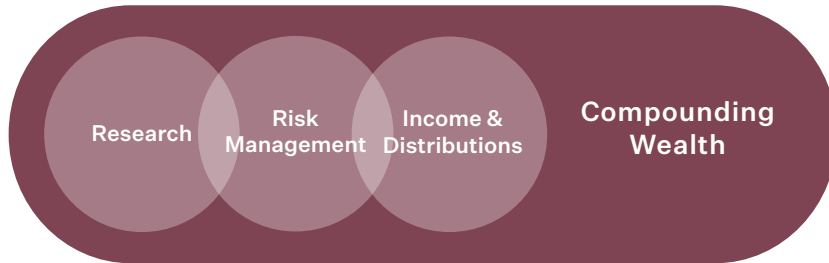 Research
Risk
Management
Income &
Distributions
Compounding
Wealth